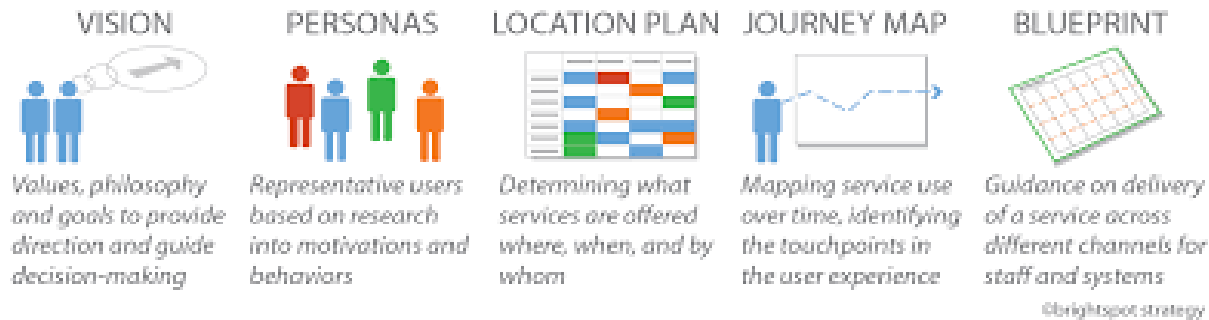 VISION
Values, philosophy
and goals to provide
direction and guide
decision-making
PERSONAS
Representative users
based on research
into motivations and
behaviors
LOCATION PLAN
Determining what
services are offered
where, when, and by
whom
JOURNEY MAP
Mapping service use
over time, identifying
the touchpoints in
the user experience
BLUEPRINT
Guidance on delivery
of a service across
different channels for
staff and systems
©brightspot strategy